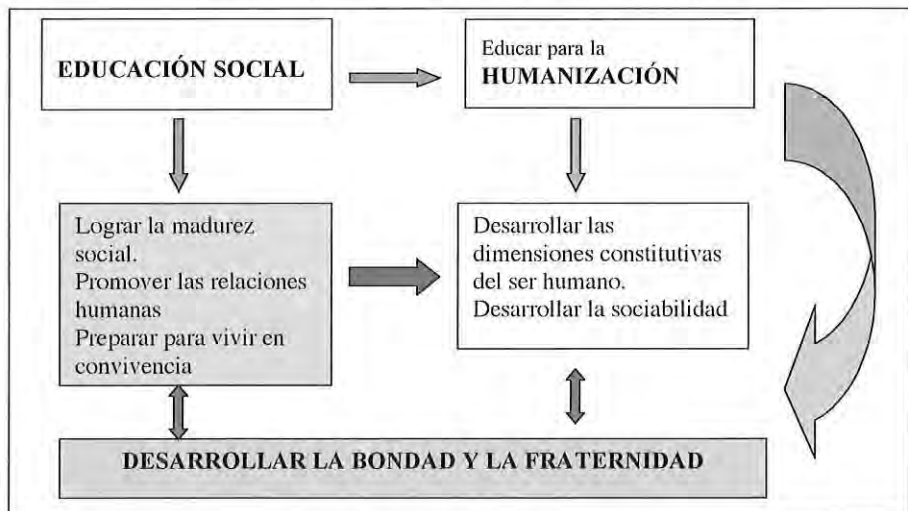 EDUCACIÓN SOCIAL
Educar para la
HUMANIZACIÓN
Lograr la madurez
social.
Promover las relaciones
humanas
Preparar para vivir en
convivencia
Desarrollar las
dimensiones constitutivas
del ser humano.
Desarrollar la sociabilidad
DESARROLLAR LA BONDAD Y LA FRATERNIDAD